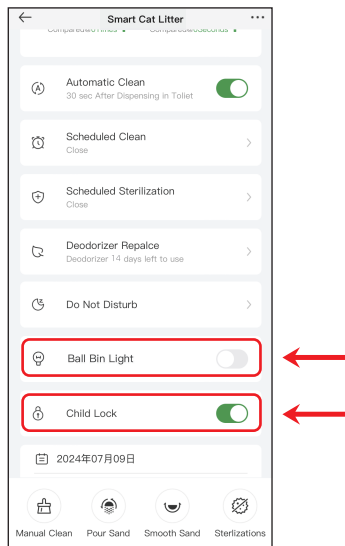 Smart Cat Litter
Automatic Clean
30 sec After Dispensing in Toliet
Scheduled Clean
Close
Scheduled Sterilization
Close
Deodorizer Repalce
Deodorizer 14 days left to use
Do Not Disturb
Ball Bin Light
Child Lock
2024年07月09日
Manual Clean Pour Sand Smooth Sand Sterlizations